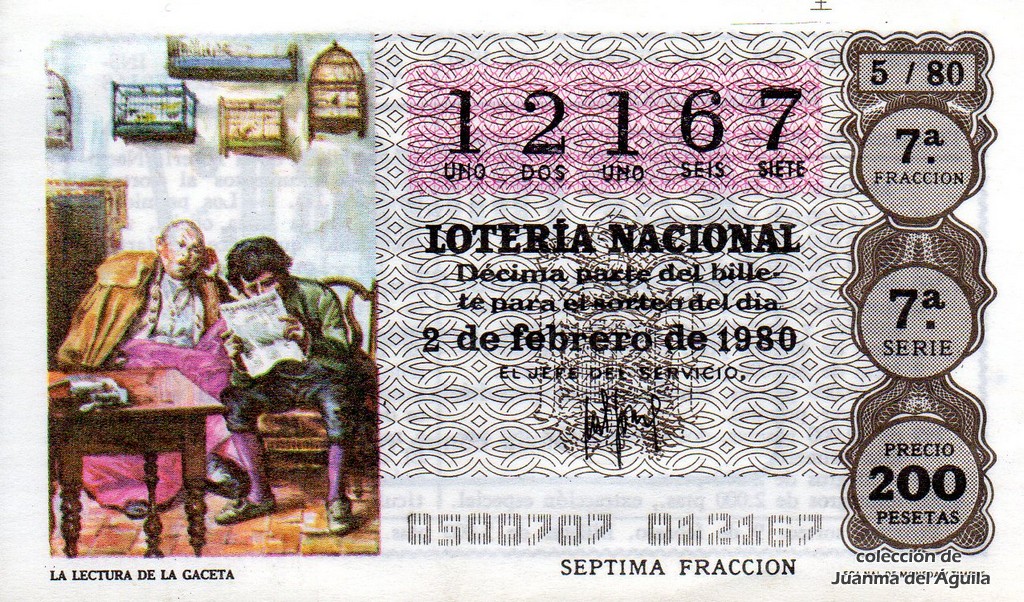 5 / 80
12167
UNO DOS UNO SEIS SIETE
7ª.
FRACCION
LOTERÍA NACIONAL
Décima parte del bille-
te para el sorteo del día
2 de febrero de 1980
EL JEFE DEL SERVICIO,
7ª
SERIE
PRECIO
200
PESETAS
0500707 012167
SEPTIMA FRACCION
LA LECTURA DE LA GACETA
colección de
Juanma del Águila